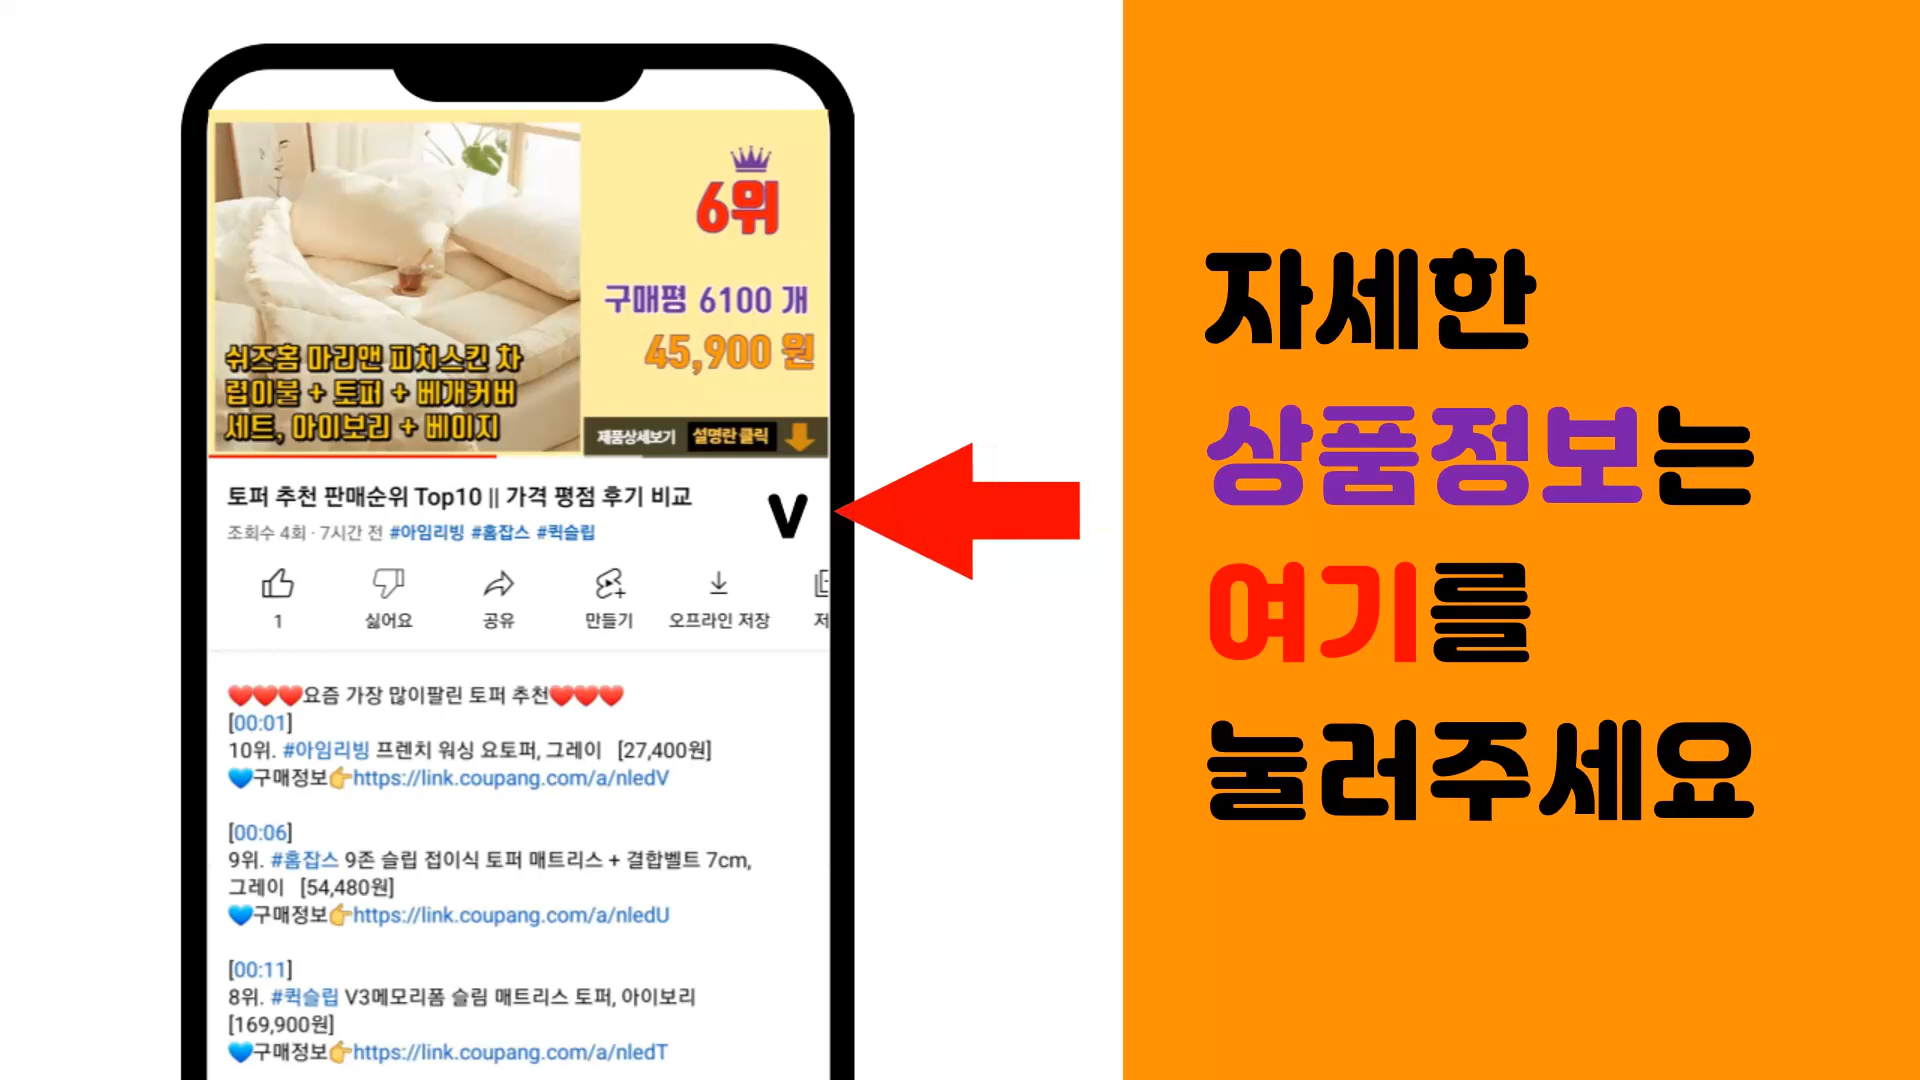 6위
구매평 6100 개
45,900 원
쉬즈홈 마리앤 피치스킨 차
렵이불 + 토퍼 + 베개커버
세트, 아이보리 + 베이지
제품상세보기 설명란 클릭
토퍼 추천 판매순위 Top10 || 가격 평점 후기 비교
V
조회수 4회 · 7시간 전 #아임리빙 #홈잡스 #퀵슬립
1 싫어요 공유 만들기 오프라인 저장 저
❤❤❤요즘 가장 많이팔린 토퍼 추천❤❤❤
[00:01]
10위. #아임리빙 프렌치 워싱 요토퍼, 그레이 [27,400원]
💙구매정보👉https://link.coupang.com/a/nledV
[00:06]
9위. #홈잡스 9존 슬립 접이식 토퍼 매트리스 + 결합벨트 7cm,
그레이 [54,480원]
💙구매정보👉https://link.coupang.com/a/nledU
[00:11]
8위. #퀵슬립 V3메모리폼 슬림 매트리스 토퍼, 아이보리
[169,900원]
💙구매정보👉https://link.coupang.com/a/nledT
자세한
상품정보는
여기를
눌러주세요